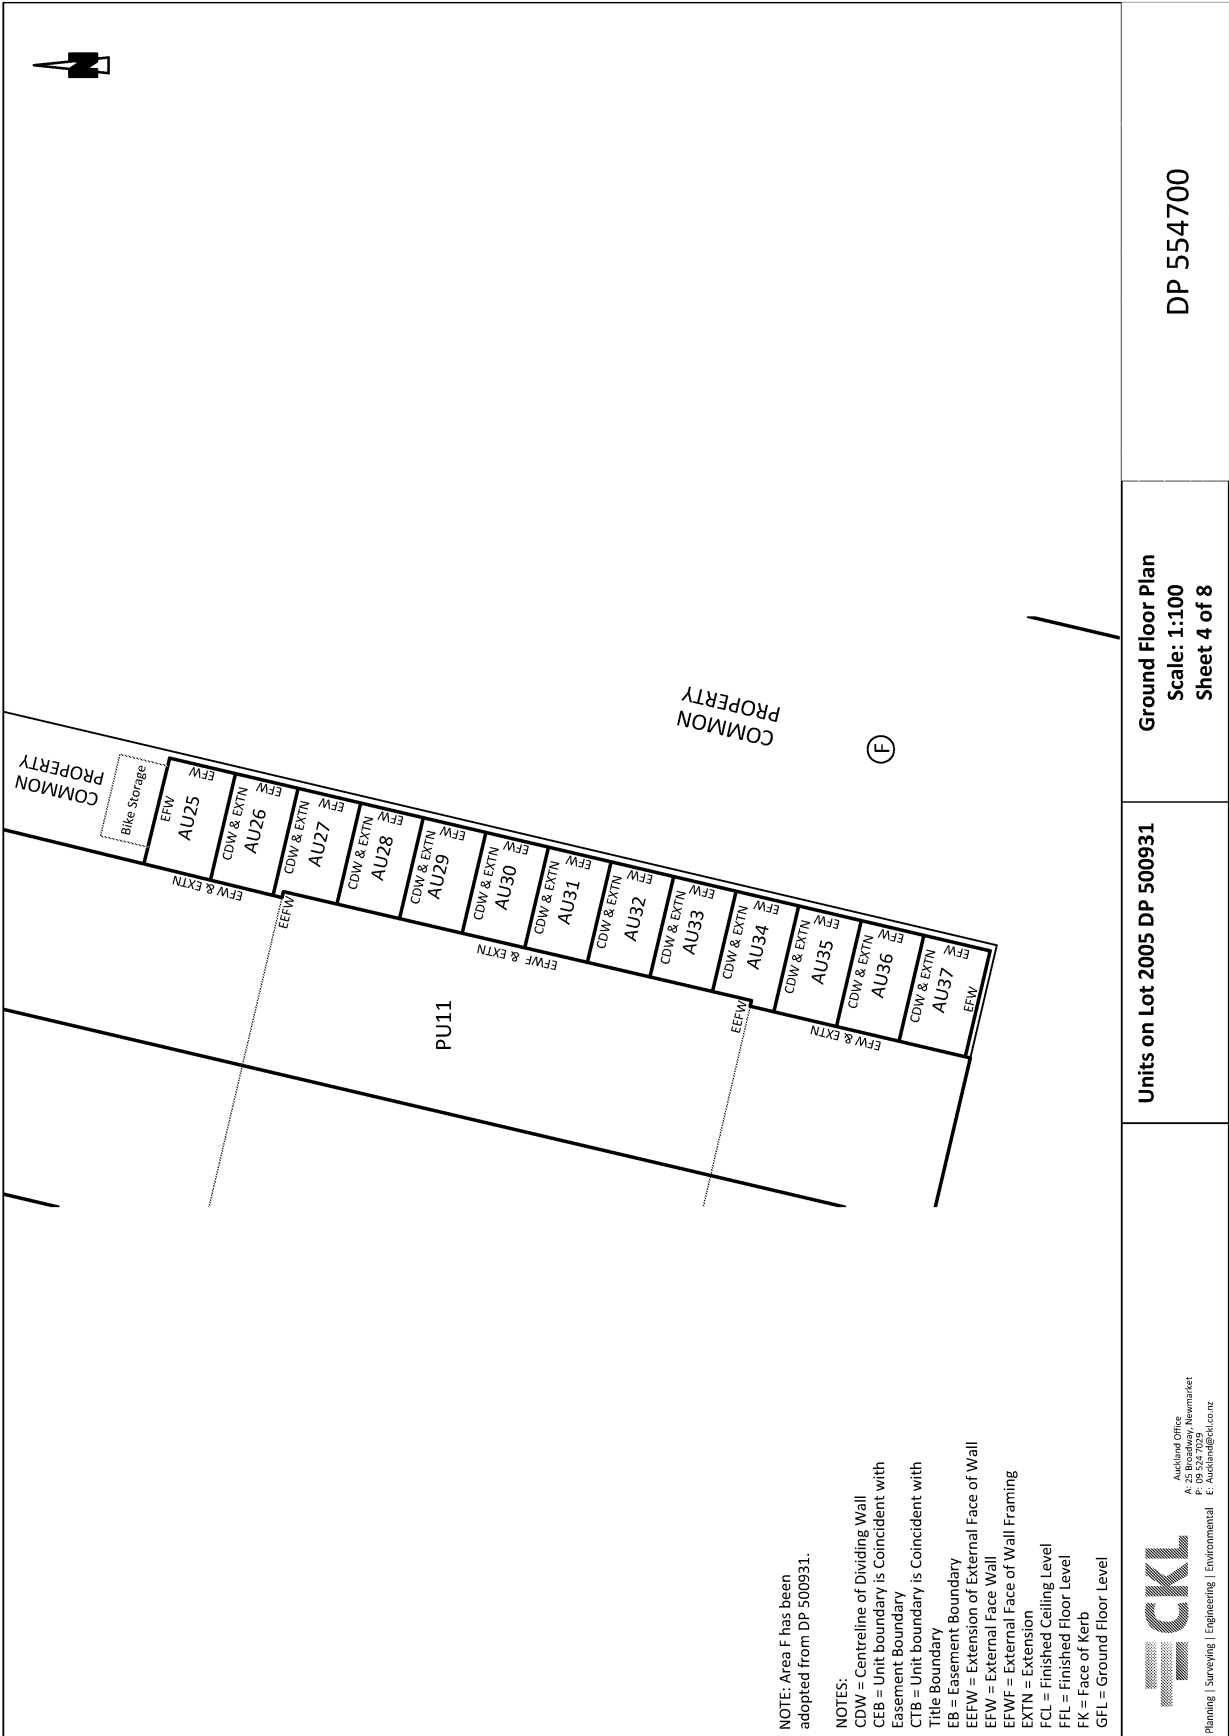 N
COMMON
PROPERTY
Bike Storage
EFW
AU25
EFW
CDW & EXTN
AU26
EFW
EFW & EXTN
CDW & EXTN
AU27
EFW
EEFW
CDW & EXTN
AU28
EFW
CDW & EXTN
AU29
EFW
CDW & EXTN
AU30
EFW
EFWF & EXTN
CDW & EXTN
AU31
EFW
CDW & EXTN
AU32
EFW
CDW & EXTN
AU33
EFW
CDW & EXTN
AU34
EFW
EEFW
CDW & EXTN
AU35
EFW
EFW & EXTN
CDW & EXTN
AU36
EFW
CDW & EXTN
AU37
EFW
EFW
PU11
COMMON
PROPERTY
F
NOTE: Area F has been
adopted from DP 500931.
NOTES:
CDW = Centreline of Dividing Wall
CEB = Unit boundary is Coincident with
Easement Boundary
CTB = Unit boundary is Coincident with
Title Boundary
EB = Easement Boundary
EEFW = Extension of External Face of Wall
EFW = External Face Wall
EFWF = External Face of Wall Framing
EXTN = Extension
FCL = Finished Ceiling Level
FFL = Finished Floor Level
FK = Face of Kerb
GFL = Ground Floor Level
CKL
Planning | Surveying | Engineering | Environmental
Auckland Office
A: 25 Broadway, Newmarket
P: 09 524 7029
E: Auckland@ckl.co.nz
Units on Lot 2005 DP 500931
Ground Floor Plan
Scale: 1:100
Sheet 4 of 8
DP 554700